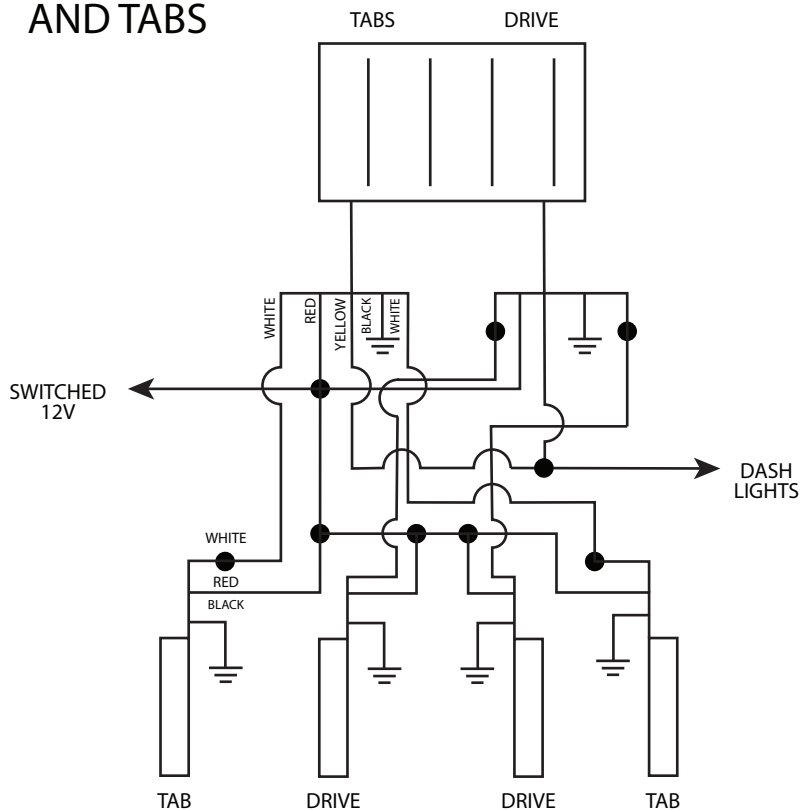 AND TABS
TABS DRIVE
WHITE
RED
YELLOW
BLACK
WHITE
SWITCHED
12V
DASH
LIGHTS
WHITE
RED
BLACK
TAB DRIVE DRIVE TAB